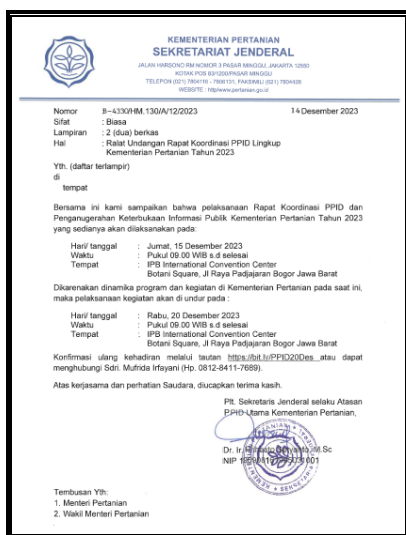 KEMENTERIAN PERTANIAN
SEKRETARIAT JENDERAL
JALAN HARSONO RM NOMOR 3 PASAR MINGGU, JAKARTA 12550
KOTAK POS 83/1200/PASAR MINGGU
TELEPON (021) 7804116 - 7806131, FAKSIMILI (021) 7804428
WEBSITE : http/www.pertanian.go.id
Nomor : B-4330/HM.130/A/12/2023 14 Desember 2023
Sifat : Biasa
Lampiran : 2 (dua) berkas
Hal : Ralat Undangan Rapat Koordinasi PPID Lingkup
Kementerian Pertanian Tahun 2023
Yth. (daftar terlampir)
di
tempat
Bersama ini kami sampaikan bahwa pelaksanaan Rapat Koordinasi PPID dan
Penganugerahan Keterbukaan Informasi Publik Kementerian Pertanian Tahun 2023
yang sedianya akan dilaksanakan pada:
Hari/ tanggal : Jumat, 15 Desember 2023
Waktu : Pukul 09.00 WIB s.d selesai
Tempat : IPB International Convention Center
Botani Square, Jl Raya Padjajaran Bogor Jawa Barat
Dikarenakan dinamika program dan kegiatan di Kementerian Pertanian pada saat ini,
maka pelaksanaan kegiatan akan di undur pada :
Hari/ tanggal : Rabu, 20 Desember 2023
Waktu : Pukul 09.00 WIB s.d selesai
Tempat : IPB International Convention Center
Botani Square, Jl Raya Padjajaran Bogor Jawa Barat
Konfirmasi ulang kehadiran melalui tautan https://bit.ly/PPID20Des atau dapat
menghubungi Sdri. Mufrida Irfayani (Hp. 0812-8411-7689).
Atas kerjasama dan perhatian Saudara, diucapkan terima kasih.
Plt. Sekretaris Jenderal selaku Atasan
PPID Utama Kementerian Pertanian,
Dr. Ir. M.Sc
NIP
Tembusan Yth:
1. Menteri Pertanian
2. Wakil Menteri Pertanian